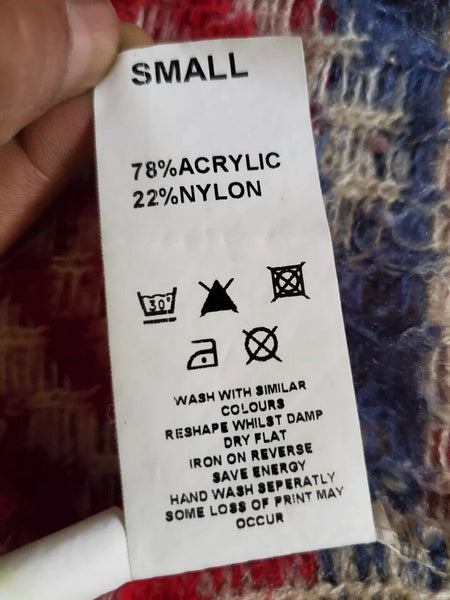 SMALL
78%ACRYLIC
22%NYLON
30°
WASH WITH SIMILAR
COLOURS
RESHAPE WHILST DAMP
DRY FLAT
IRON ON REVERSE
SAVE ENERGY
HAND WASH SEPERATLY
SOME LOSS OF PRINT MAY
OCCUR